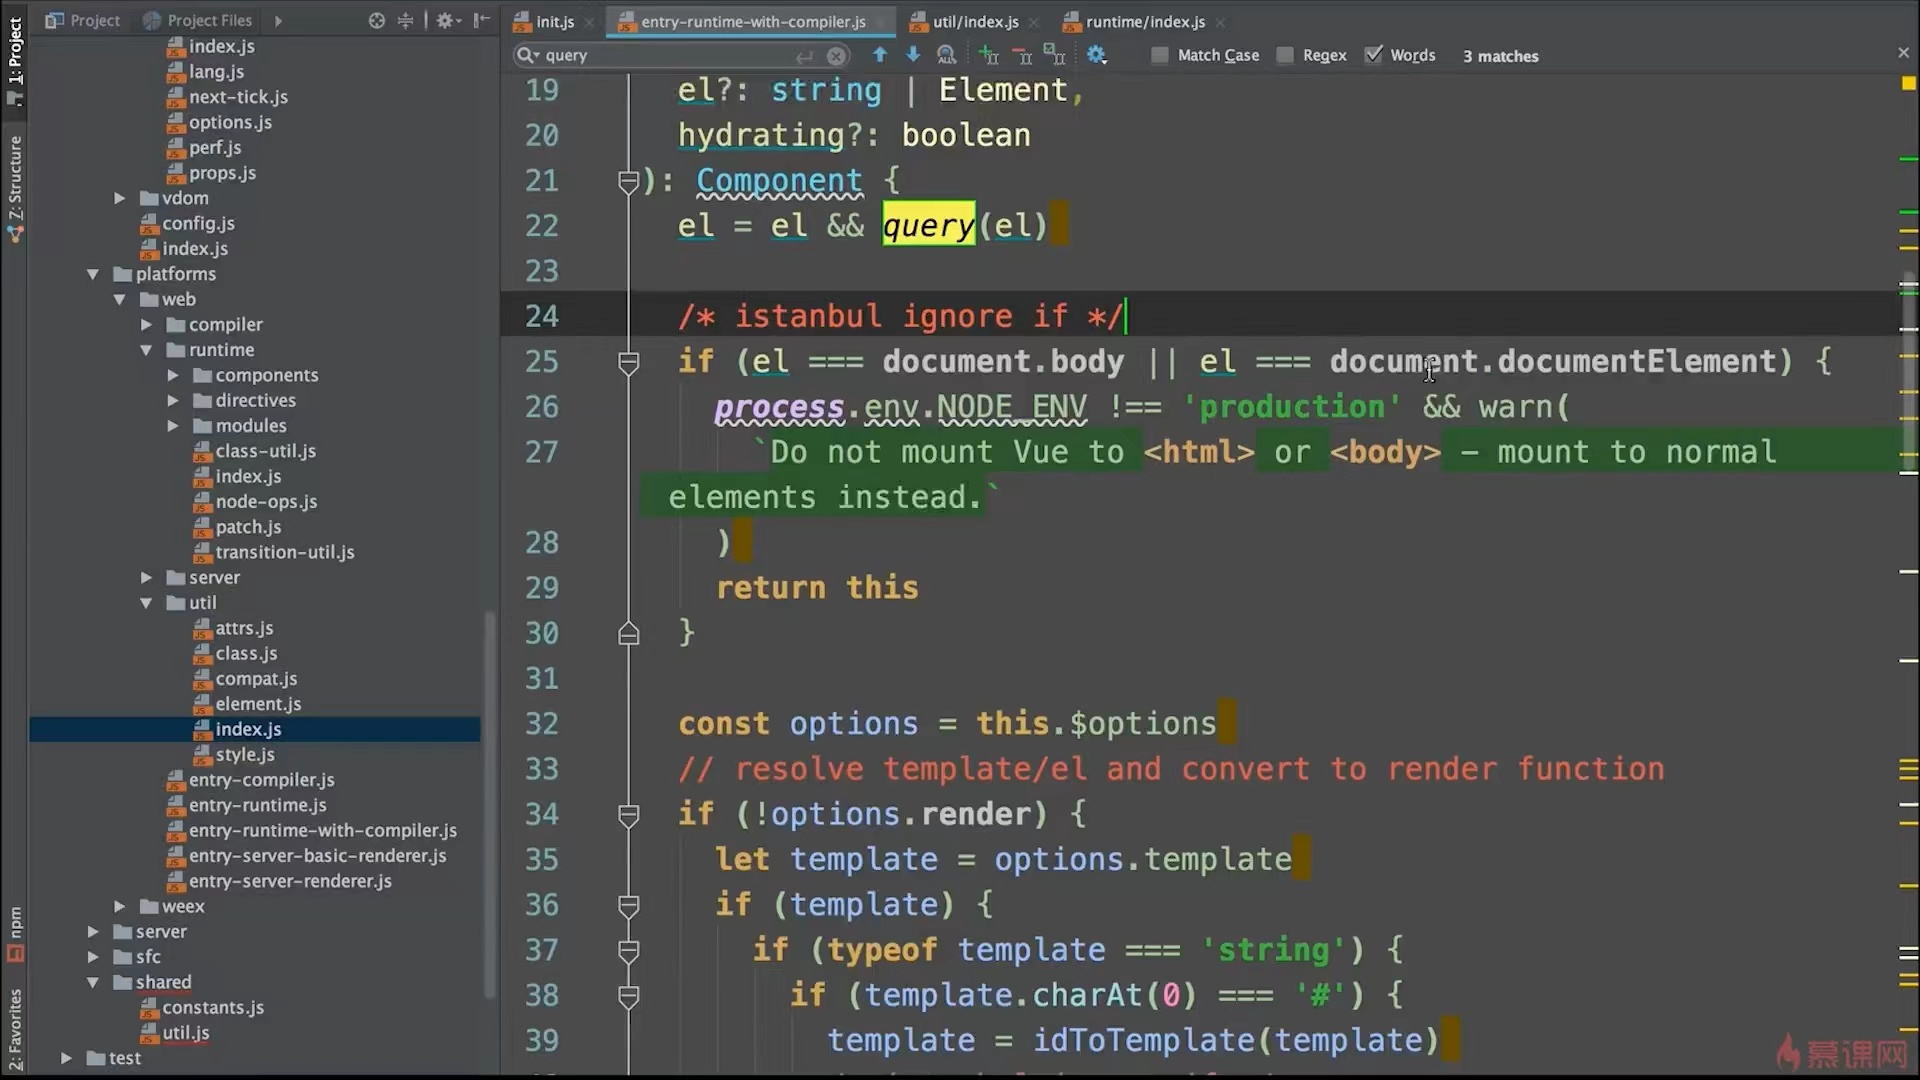 1: Project
7: Structure
npm
2: Favorites
Project
Project Files
index.js
lang.js
next-tick.js
options.js
perf.js
props.js
vdom
config.js
index.js
platforms
web
compiler
runtime
components
directives
modules
class-util.js
index.js
node-ops.js
patch.js
transition-util.js
server
util
attrs.js
class.js
compat.js
element.js
index.js
style.js
entry-compiler.js
entry-runtime.js
entry-runtime-with-compiler.js
entry-server-basic-renderer.js
entry-server-renderer.js
weex
server
sfc
shared
constants.js
util.js
test
init.js
entry-runtime-with-compiler.js
util/index.js
runtime/index.js
query
Match Case
Regex
Words
3 matches
19 el?: string | Element,
20 hydrating?: boolean
21 ): Component {
22 el = el && query(el)
23
24 /* istanbul ignore if */
25 if (el === document.body || el === document.documentElement) {
26 process.env.NODE_ENV !== 'production' && warn(
27 `Do not mount Vue to <html> or <body> - mount to normal
elements instead.`
28 )
29 return this
30 }
31
32 const options = this.$options
33 // resolve template/el and convert to render function
34 if (!options.render) {
35 let template = options.template
36 if (template) {
37 if (typeof template === 'string') {
38 if (template.charAt(0) === '#') {
39 template = idToTemplate(template)
慕课网